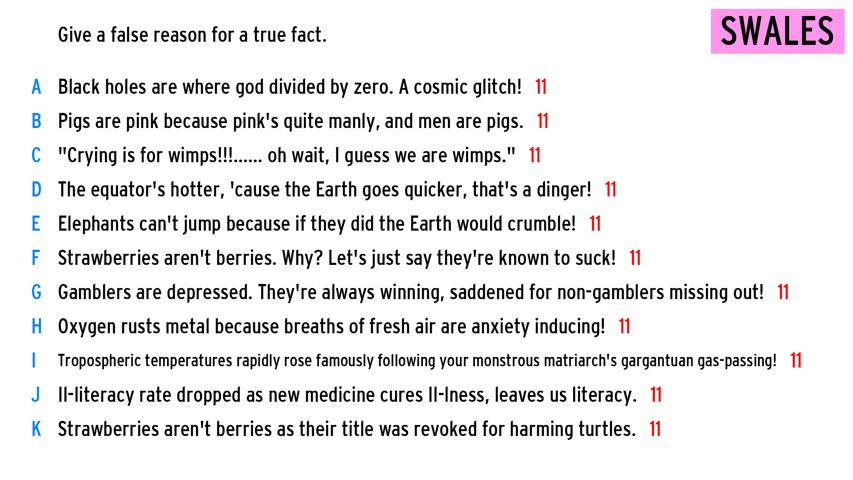 Give a false reason for a true fact.
SWALES
A Black holes are where god divided by zero. A cosmic glitch! 11
B Pigs are pink because pink's quite manly, and men are pigs. 11
C "Crying is for wimps!!!...... oh wait, I guess we are wimps." 11
D The equator's hotter, 'cause the Earth goes quicker, that's a dinger! 11
E Elephants can't jump because if they did the Earth would crumble! 11
F Strawberries aren't berries. Why? Let's just say they're known to suck! 11
G Gamblers are depressed. They're always winning, saddened for non-gamblers missing out! 11
H Oxygen rusts metal because breaths of fresh air are anxiety inducing! 11
I Tropospheric temperatures rapidly rose famously following your monstrous matriarch's gargantuan gas-passing! 11
J Il-literacy rate dropped as new medicine cures Il-lness, leaves us literacy. 11
K Strawberries aren't berries as their title was revoked for harming turtles. 11